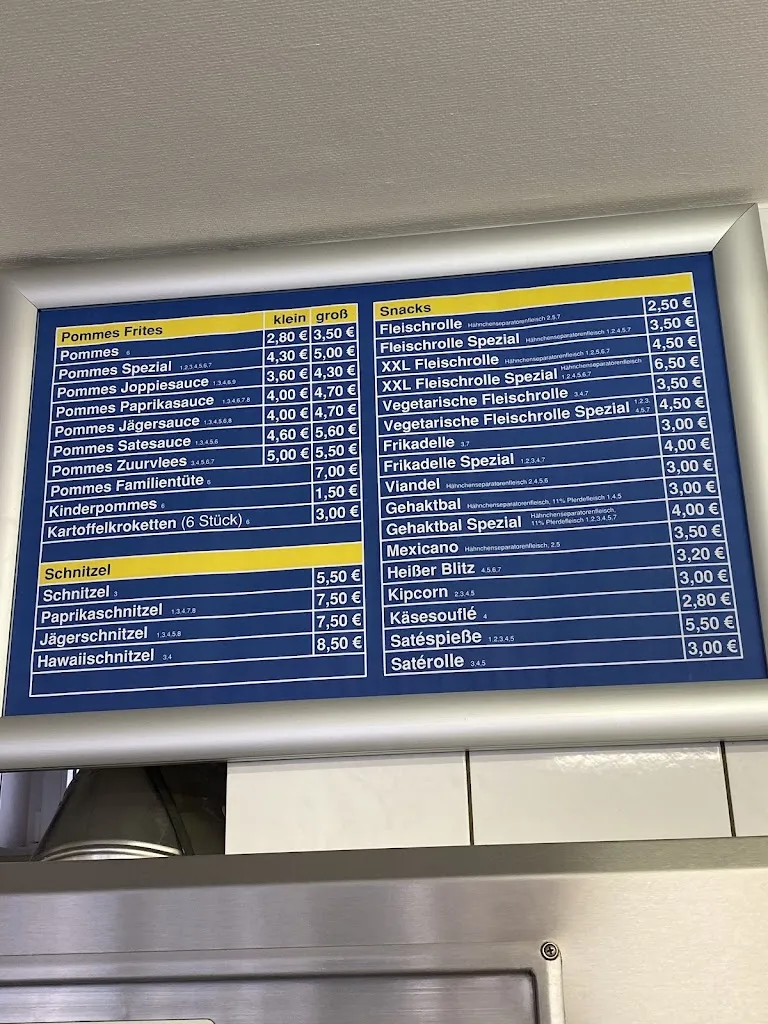 Pommes Frites klein groß
Pommes 6 2,80 € 3,50 €
Pommes Spezial 1,2,3,4,5,6,7 4,30 € 5,00 €
Pommes Joppiesauce 1,3,4,6,9 3,60 € 4,30 €
Pommes Paprikasauce 1,3,4,6,7,8 4,00 € 4,70 €
Pommes Jägersauce 1,3,4,5,6,8 4,00 € 4,70 €
Pommes Satesauce 1,3,4,5,6 4,60 € 5,60 €
Pommes Zuurvlees 3,4,5,6,7 5,00 € 5,50 €
Pommes Familientüte 6 7,00 €
Kinderpommes 6 1,50 €
Kartoffelkroketten (6 Stück) 6 3,00 €
Schnitzel
Schnitzel 3 5,50 €
Paprikaschnitzel 1,3,4,7,8 7,50 €
Jägerschnitzel 1,3,4,5,8 7,50 €
Hawaiischnitzel 3,4 8,50 €
Snacks
Fleischrolle Hähnchenseparatorenfleisch 2,5,7 2,50 €
Fleischrolle Spezial Hähnchenseparatorenfleisch 1,2,4,5,7 3,50 €
XXL Fleischrolle Hähnchenseparatorenfleisch 1,2,5,6,7 4,50 €
XXL Fleischrolle Spezial Hähnchenseparatorenfleisch 1,2,4,5,6,7 6,50 €
Vegetarische Fleischrolle 3,4,7 3,50 €
Vegetarische Fleischrolle Spezial 1,2,3, 4,5,7 4,50 €
Frikadelle 3,7 3,00 €
Frikadelle Spezial 1,2,3,4,7 4,00 €
Viandel Hähnchenseparatorenfleisch 2,4,5,6 3,00 €
Gehaktbal Hähnchenseparatorenfleisch, 11% Pferdefleisch 1,4,5 3,00 €
Gehaktbal Spezial Hähnchenseparatorenfleisch, 11% Pferdefleisch 1,2,3,4,5,7 4,00 €
Mexicano Hähnchenseparatorenfleisch, 2,5 3,50 €
Heißer Blitz 4,5,6,7 3,20 €
Kipcorn 2,3,4,5 3,00 €
Käsesouflé 4 2,80 €
Satéspieße 1,2,3,4,5 5,50 €
Satérolle 3,4,5 3,00 €